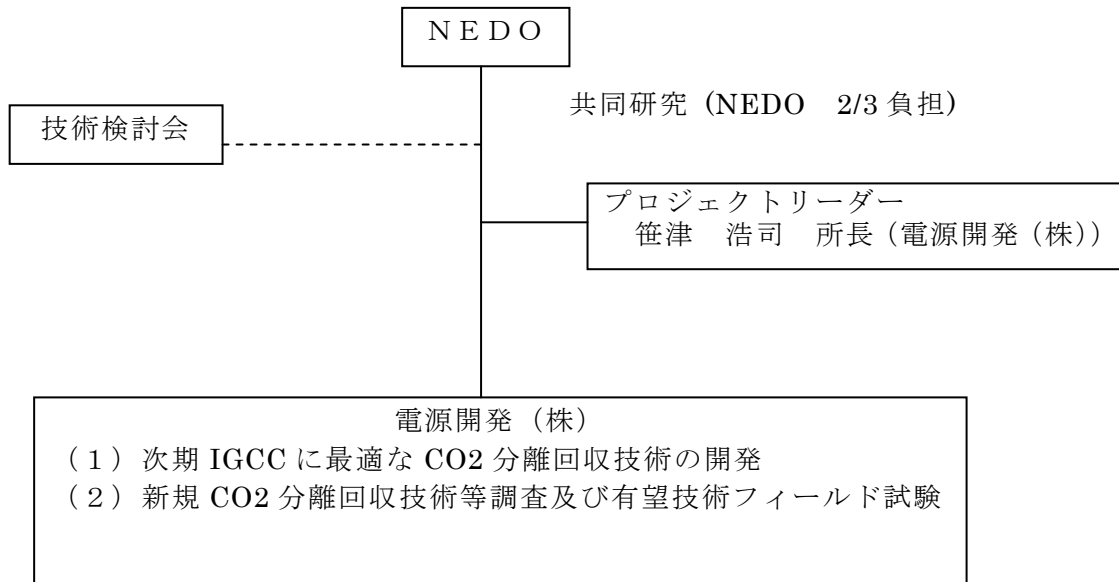 ＮＥＤＯ
共同研究 (NEDO　2/3 負担)
技術検討会
プロジェクトリーダー
笹津　浩司　所長（電源開発（株））
電源開発（株）
（１）次期 IGCC に最適な CO2 分離回収技術の開発
（２）新規 CO2 分離回収技術等調査及び有望技術フィールド試験